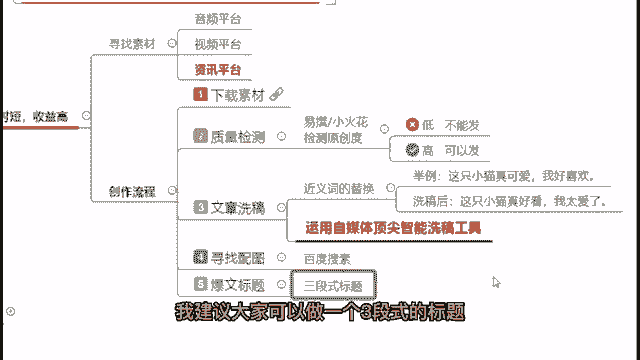 音频平台
寻找素材
视频平台
资讯平台
时短，收益高
1 下载素材
2 质量检测
易撰/小火花
检测原创度
低 不能发
高 可以发
创作流程
3 文章洗稿
近义词的替换
举例：这只小猫真可爱，我好喜欢。
洗稿后：这只小猫真好看，我太爱了。
运用自媒体顶尖智能洗稿工具
4 寻找配图
百度搜索
5 爆文标题
三段式标题
我建议大家可以做一个3段式的标题